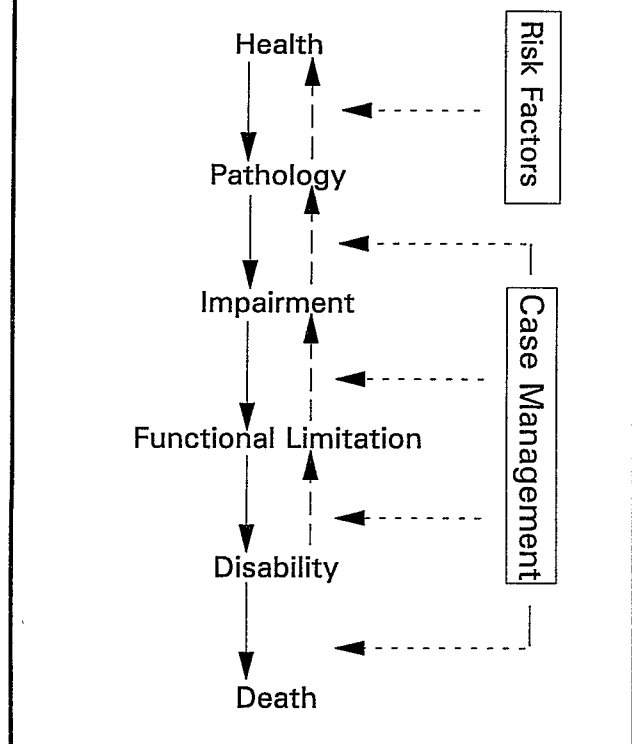 Health
Risk Factors
Pathology
Impairment
Case Management
Functional Limitation
Disability
Death